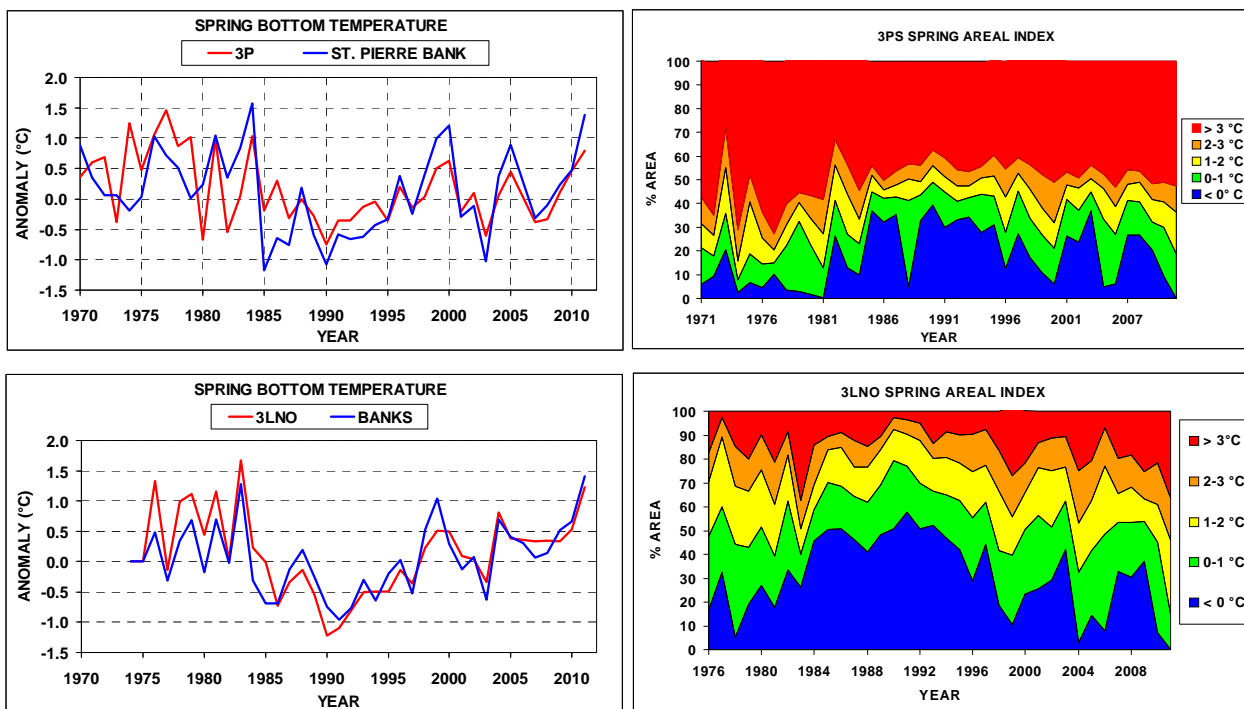 SPRING BOTTOM TEMPERATURE
3P ST. PIERRE BANK
ANOMALY (°C)
2.0
1.5
1.0
0.5
0.0
-0.5
-1.0
-1.5
1970 1975 1980 1985 1990 1995 2000 2005 2010
YEAR
3PS SPRING AREAL INDEX
% AREA
100
90
80
70
60
50
40
30
20
10
0
1971 1976 1981 1986 1991 1996 2001 2007
YEAR
> 3 °C
2-3 °C
1-2 °C
0-1 °C
< 0° C
SPRING BOTTOM TEMPERATURE
3LNO BANKS
ANOMALY (°C)
2.0
1.5
1.0
0.5
0.0
-0.5
-1.0
-1.5
1970 1975 1980 1985 1990 1995 2000 2005 2010
YEAR
3LNO SPRING AREAL INDEX
% AREA
100
90
80
70
60
50
40
30
20
10
0
1976 1980 1984 1988 1992 1996 2000 2004 2008
YEAR
> 3°C
2-3 °C
1-2 °C
0-1 °C
< 0 °C